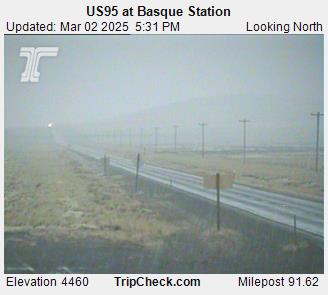 US95 at Basque Station
Updated: Mar 02 2025 5:31 PM Looking North
Elevation 4460 TripCheck.com Milepost 91.62